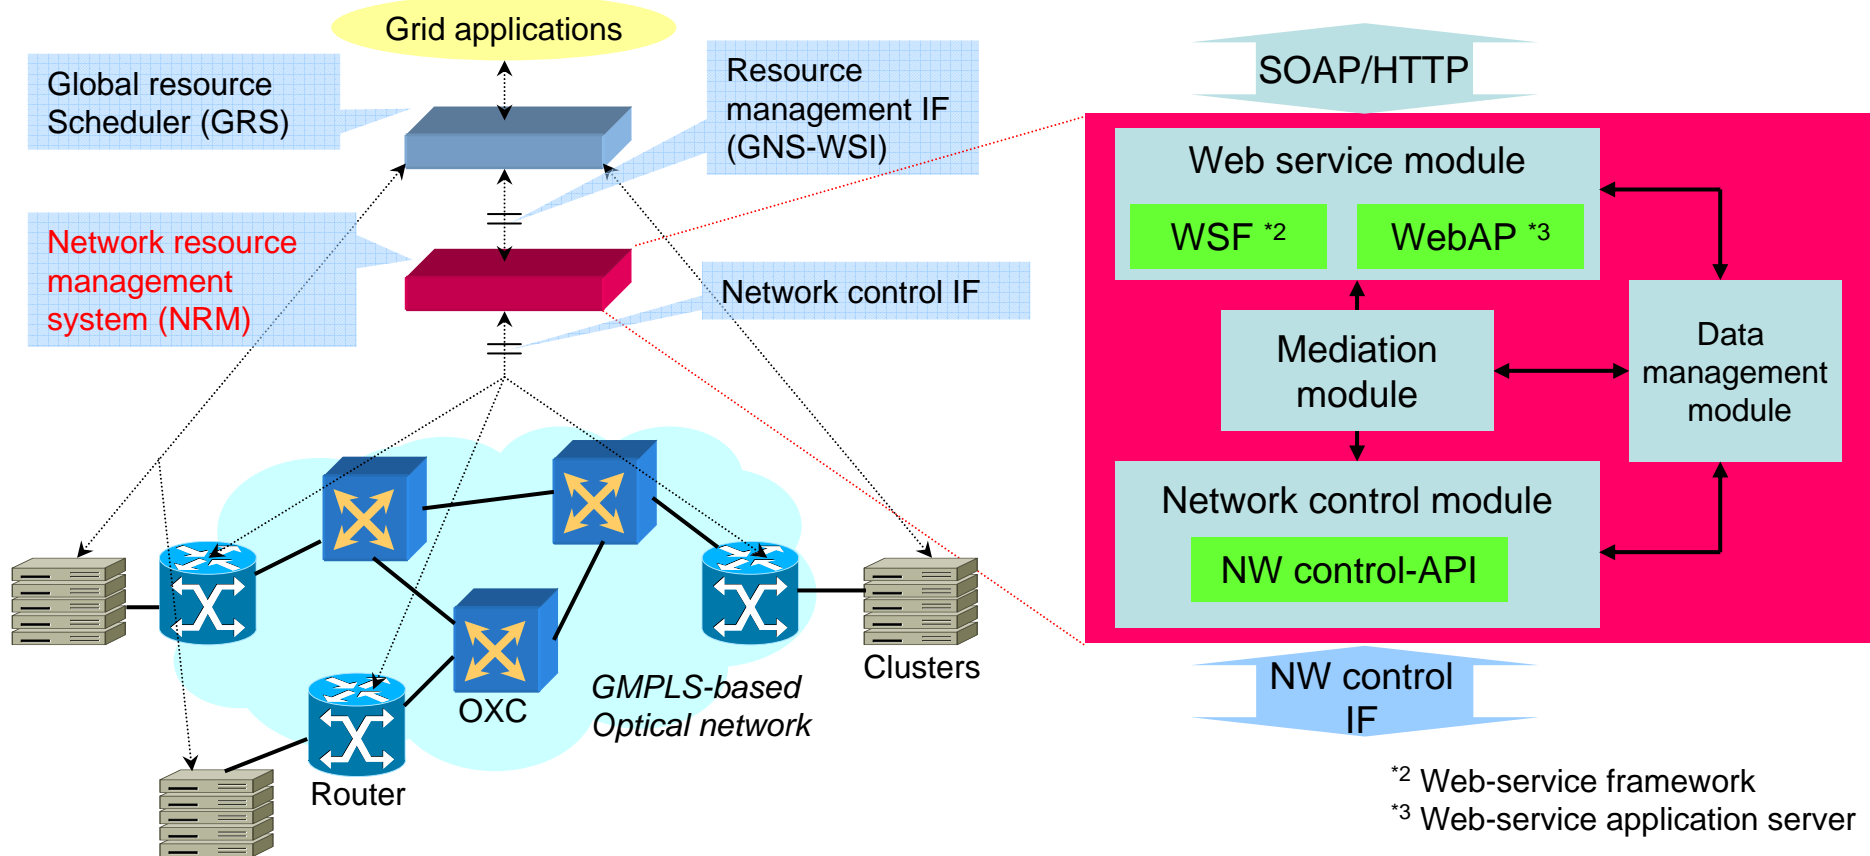 Grid applications
Global resource
Scheduler (GRS)
Resource
management IF
(GNS-WSI)
Network resource
management
system (NRM)
Network control IF
Clusters
OXC
GMPLS-based
Optical network
Router
SOAP/HTTP
Web service module
WSF *2
WebAP *3
Mediation
module
Data
management
module
Network control module
NW control-API
NW control
IF
*2 Web-service framework
*3 Web-service application server